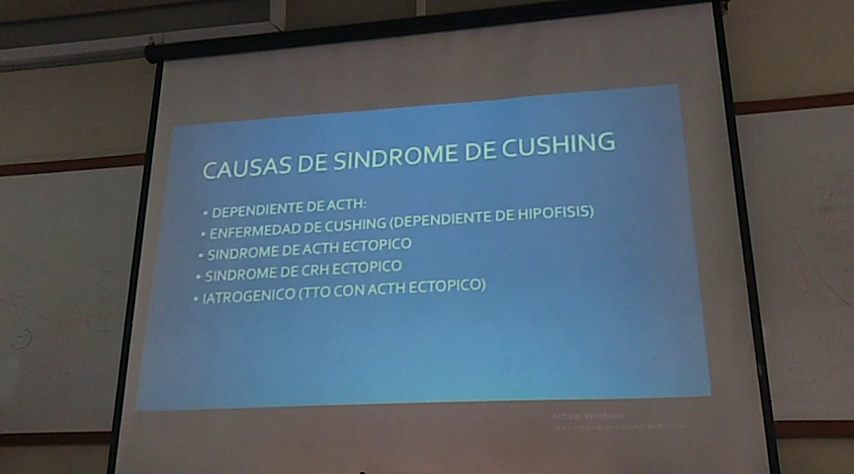 CAUSAS DE SINDROME DE CUSHING
• DEPENDIENTE DE ACTH:
• ENFERMEDAD DE CUSHING (DEPENDIENTE DE HIPOFISIS)
• SINDROME DE ACTH ECTOPICO
• SINDROME DE CRH ECTOPICO
• IATROGENICO (TTO CON ACTH ECTOPICO)
Activar Windows